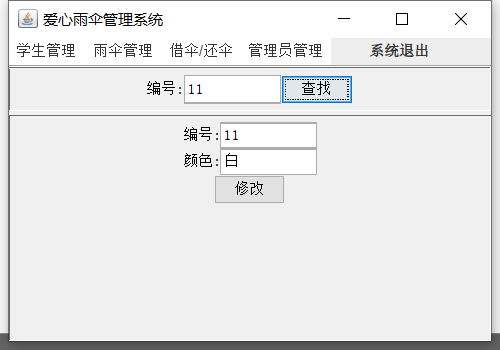 爱心雨伞管理系统
学生管理 雨伞管理 借伞/还伞 管理员管理 系统退出
编号:11 查找
编号:11
颜色:白
修改